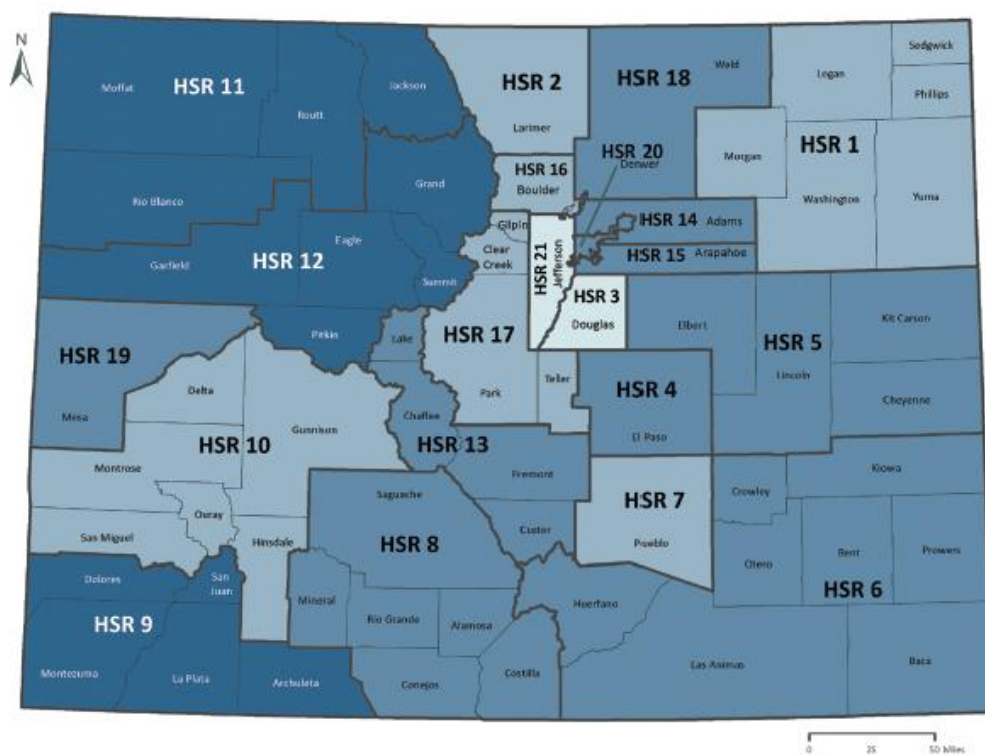 N
Sedgwick
HSR 2
HSR 18
Weld
Logan
Moffat
HSR 11
Jackson
Phillips
Routt
Larimer
HSR 20
Denver
HSR 1
Morgan
HSR 16
Boulder
Grand
Rio Blanco
Washington
Yuma
Gilpin
HSR 14
Adams
Eagle
Clear
Creek
HSR 21
Jefferson
HSR 15
Arapahoe
Garfield
HSR 12
Summit
HSR 3
Douglas
Elbert
Kit Carson
HSR 17
Pitkin
Lake
HSR 5
HSR 19
Lincoln
Teller
HSR 4
Delta
Park
Cheyenne
Mesa
Chaffee
Gunnison
El Paso
HSR 10
HSR 13
Montrose
Fremont
Kiowa
Crowley
Saguache
HSR 7
Ouray
Custer
San Miguel
Hinsdale
HSR 8
Pueblo
Bent
Prowers
Otero
Dolores
San
Juan
HSR 6
Mineral
Huerfano
HSR 9
Rio Grande
Alamosa
Montezuma
La Plata
Archuleta
Conejos
Costilla
Las Animas
Baca
0 25 50 Miles